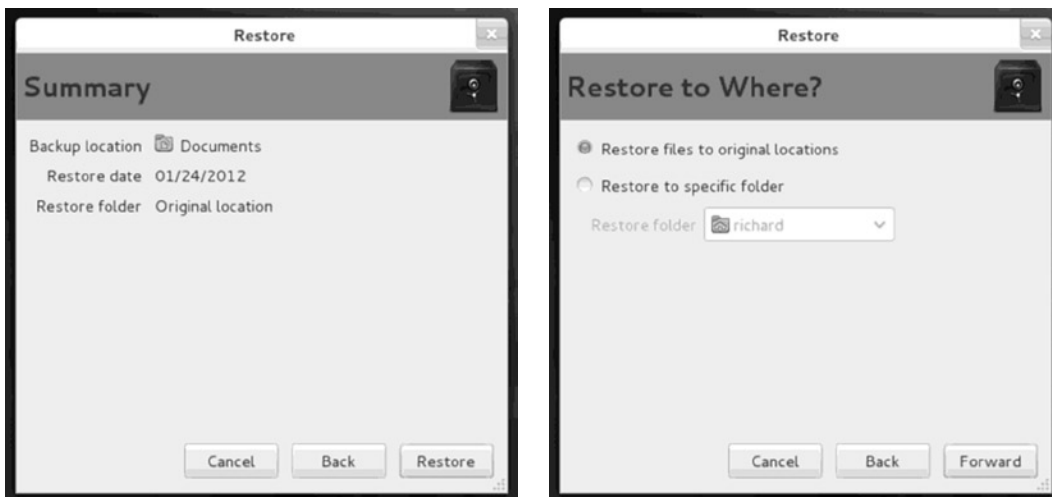 Restore
Summary
Backup location Documents
Restore date 01/24/2012
Restore folder Original location
Cancel Back Restore
Restore
Restore to Where?
Restore files to original locations
Restore to specific folder
Restore folder richard
Cancel Back Forward